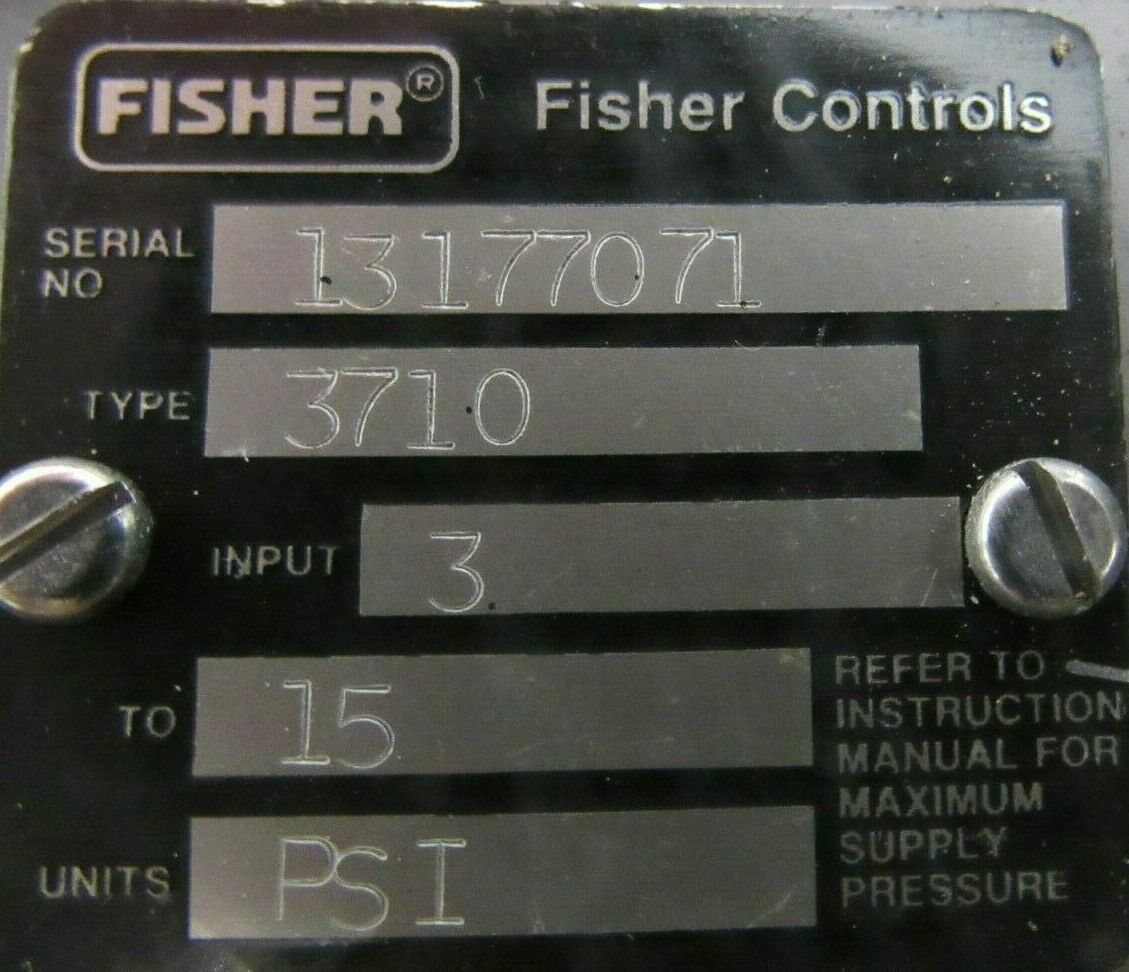 FISHER® Fisher Controls
SERIAL NO 13177071
TYPE 3710
INPUT 3
TO 15
UNITS PSI
REFER TO
INSTRUCTION
MANUAL FOR
MAXIMUM
SUPPLY
PRESSURE